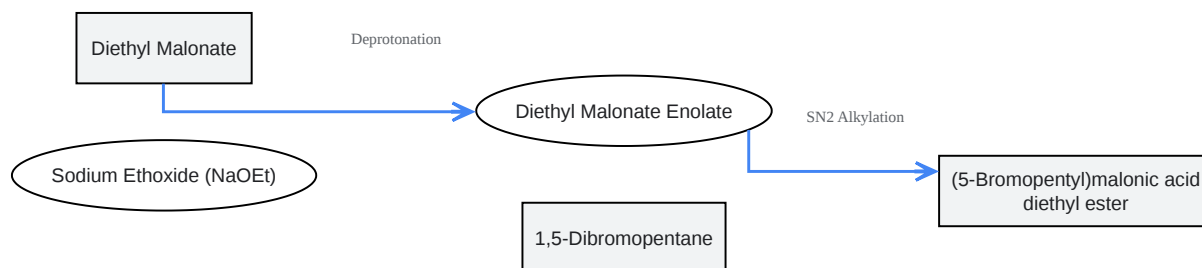 Diethyl Malonate
Deprotonation
Diethyl Malonate Enolate
SN2 Alkylation
Sodium Ethoxide (NaOEt)
(5-Bromopentyl)malonic acid
diethyl ester
1,5-Dibromopentane